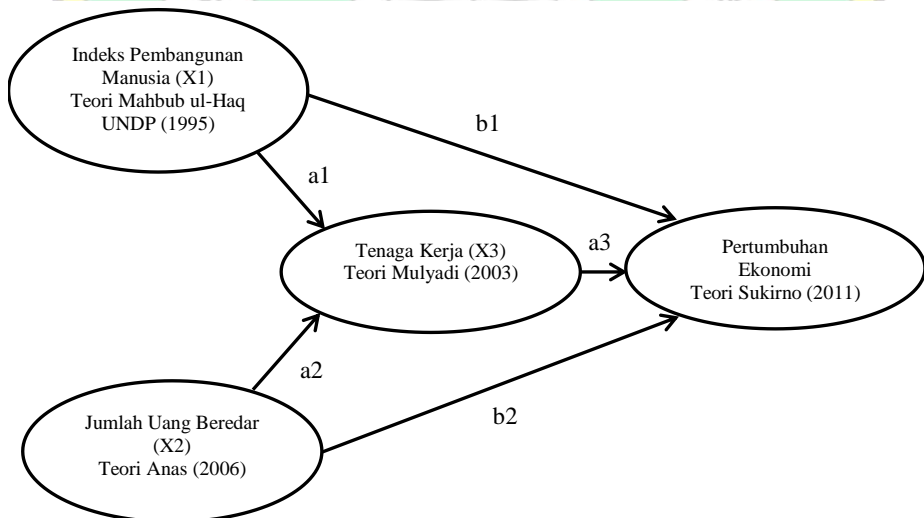 Indeks Pembangunan
Manusia (X1)
Teori Mahbub ul-Haq
UNDP (1995)
b1
a1
Tenaga Kerja (X3)
Teori Mulyadi (2003)
a3
Pertumbuhan
Ekonomi
Teori Sukirno (2011)
a2
b2
Jumlah Uang Beredar
(X2)
Teori Anas (2006)